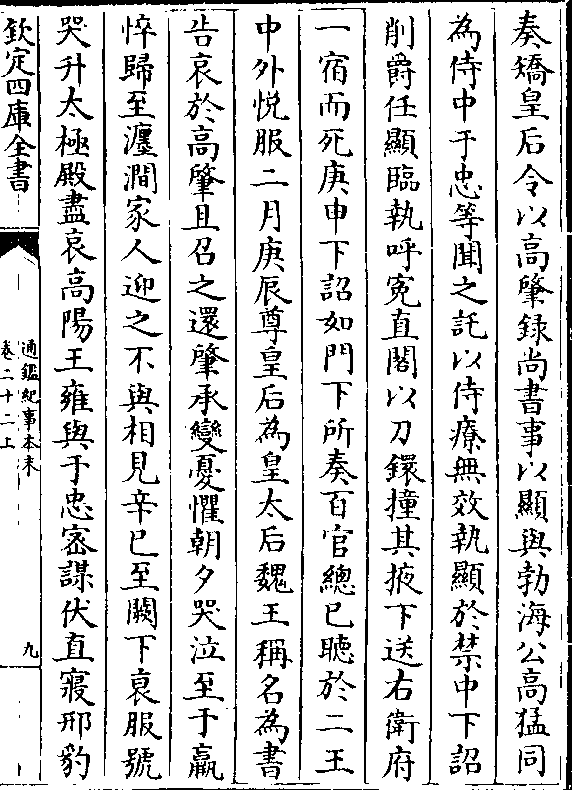 奏矯皇后令以高肇録尚書事以顯與勃海公高猛同
為侍中于忠等聞之託以侍療無效執顯於禁中下詔
削爵任顯臨執呼寃直閤以刀鐶撞其掖下送右衛府
一宿而死庚申下詔如門下所奏百官總已聽於二王
中外悦服二月庚辰尊皇后為皇太后魏王稱名為書
告哀於高肇且召之還肇承變憂懼朝夕哭泣至于羸
悴歸至瀍澗家人迎之不與相見辛巳至闕下衰服號
哭升太極殿盡哀高陽王雍與于忠密謀伏直寢邢豹
欽定四庫全書
通鑑紀事本末
卷二十二上
九